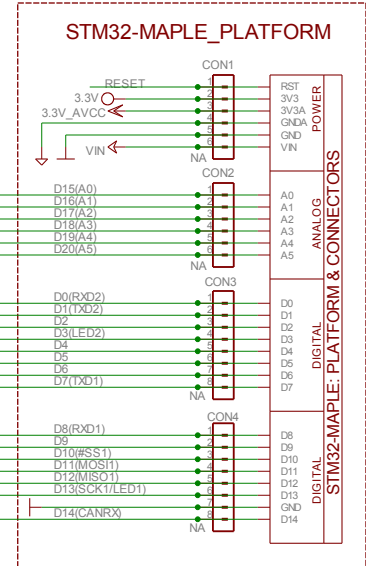 STM32-MAPLE_PLATFORM
CON1
RESET
3.3V
3.3V_AVCC
VIN
1
2
3
4
5
6
NA
RST
3V3
3V3A
GNDA
GND
VIN
POWER
CON2
D15(A0)
D16(A1)
D17(A2)
D18(A3)
D19(A4)
D20(A5)
1
2
3
4
5
6
NA
A0
A1
A2
A3
A4
A5
ANALOG
CON3
D0(RXD2)
D1(TXD2)
D2
D3(LED2)
D4
D5
D6
D7(TXD1)
1
2
3
4
5
6
7
8
NA
D0
D1
D2
D3
D4
D5
D6
D7
DIGITAL
CON4
D8(RXD1)
D9
D10(#SS1)
D11(MOSI1)
D12(MISO1)
D13(SCK1/LED1)
D14(CANRX)
1
2
3
4
5
6
7
8
NA
D8
D9
D10
D11
D12
D13
GND
D14
DIGITAL
STM32-MAPLE: PLATFORM & CONNECTORS